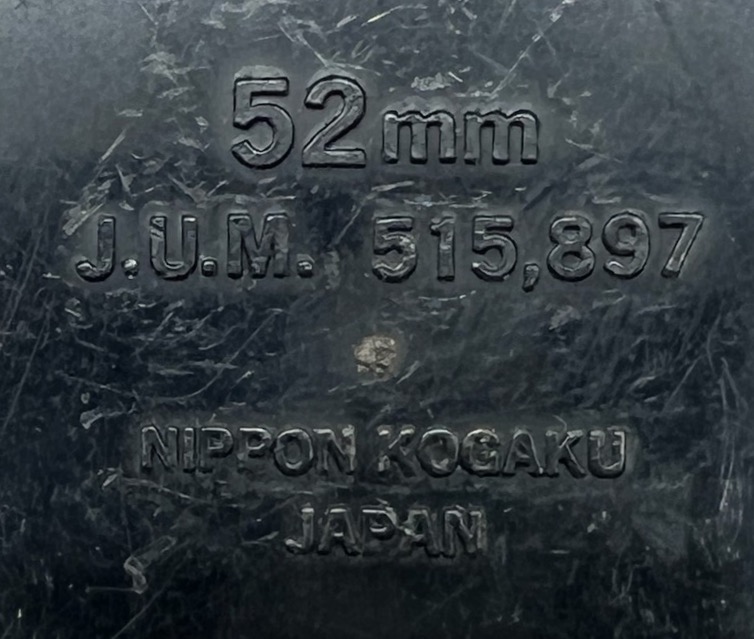 52mm
J.U.M. 515,897
NIPPON KOGAKU
JAPAN